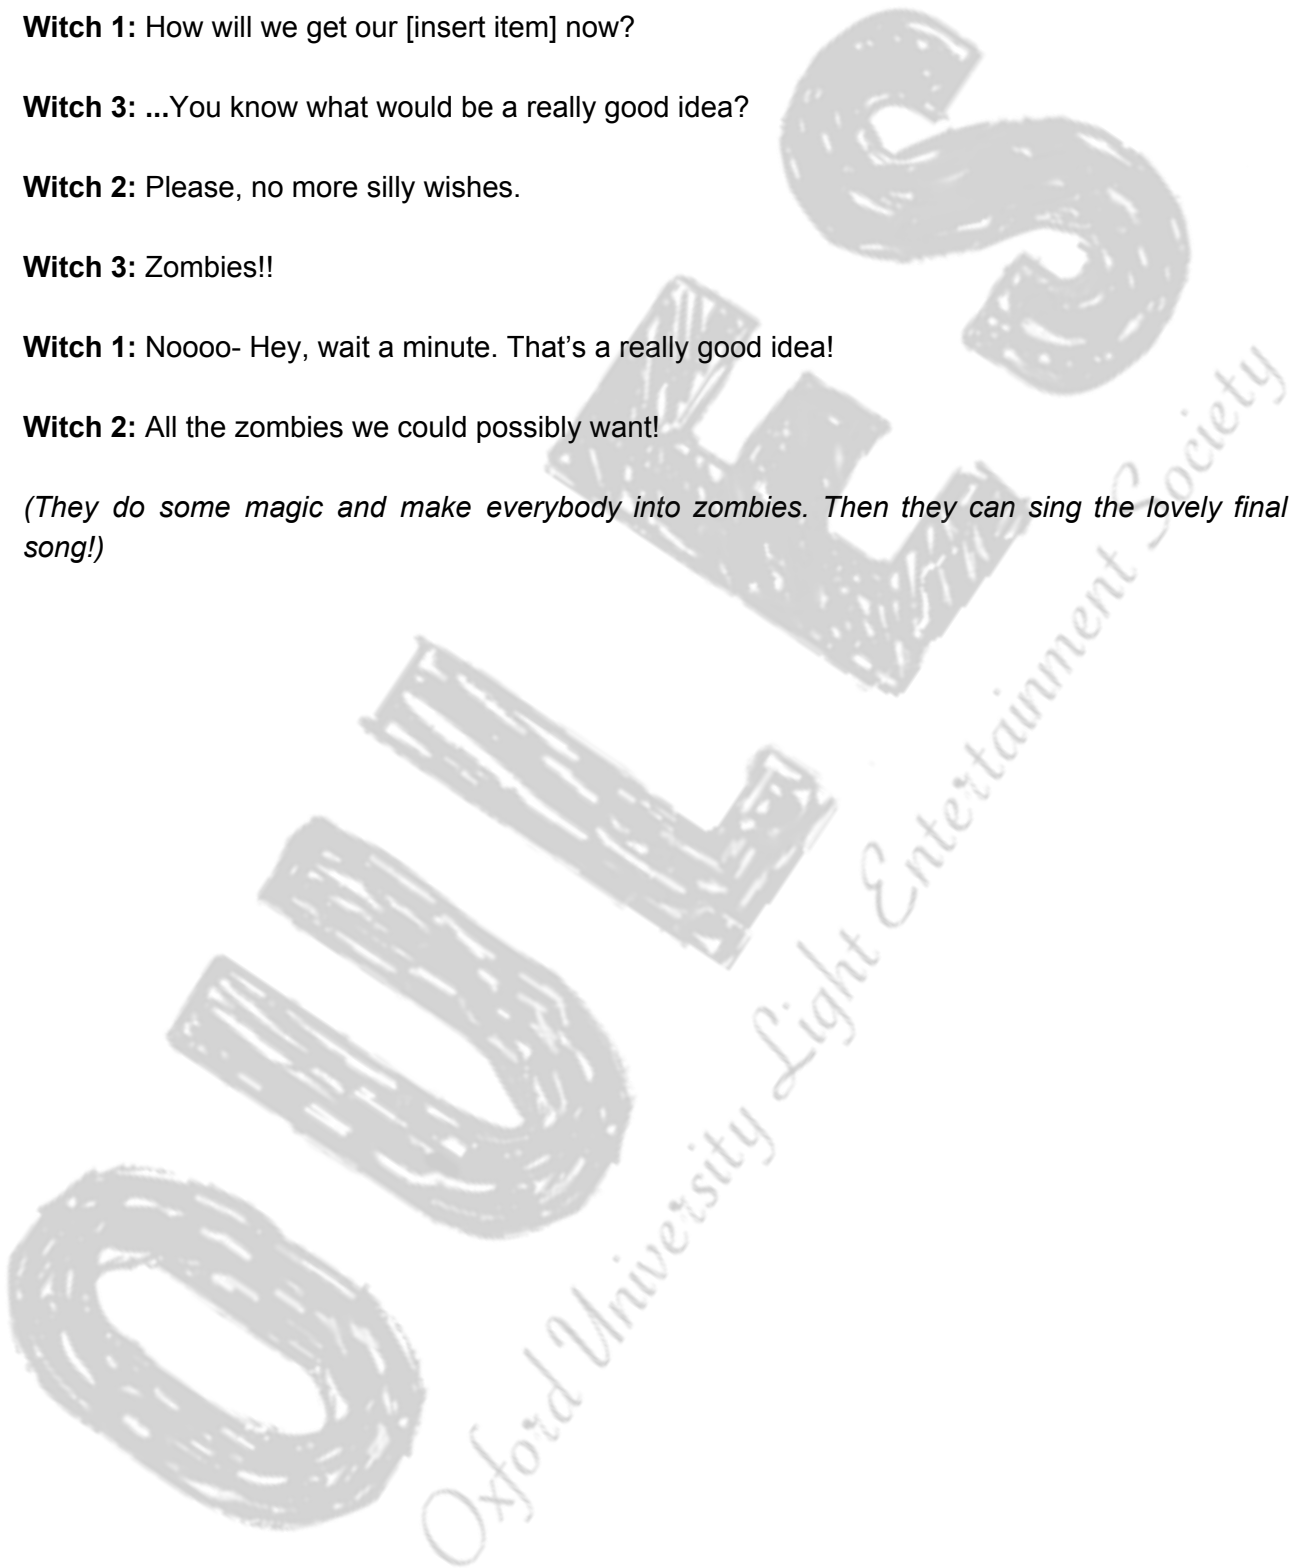 Witch 1: How will we get our [insert item] now?
Witch 3: ...You know what would be a really good idea?
Witch 2: Please, no more silly wishes.
Witch 3: Zombies!!
Witch 1: Noooo- Hey, wait a minute. That’s a really good idea!
Witch 2: All the zombies we could possibly want!
(They do some magic and make everybody into zombies. Then they can sing the lovely final
song!)
OULES
Oxford University Light Entertainment Society